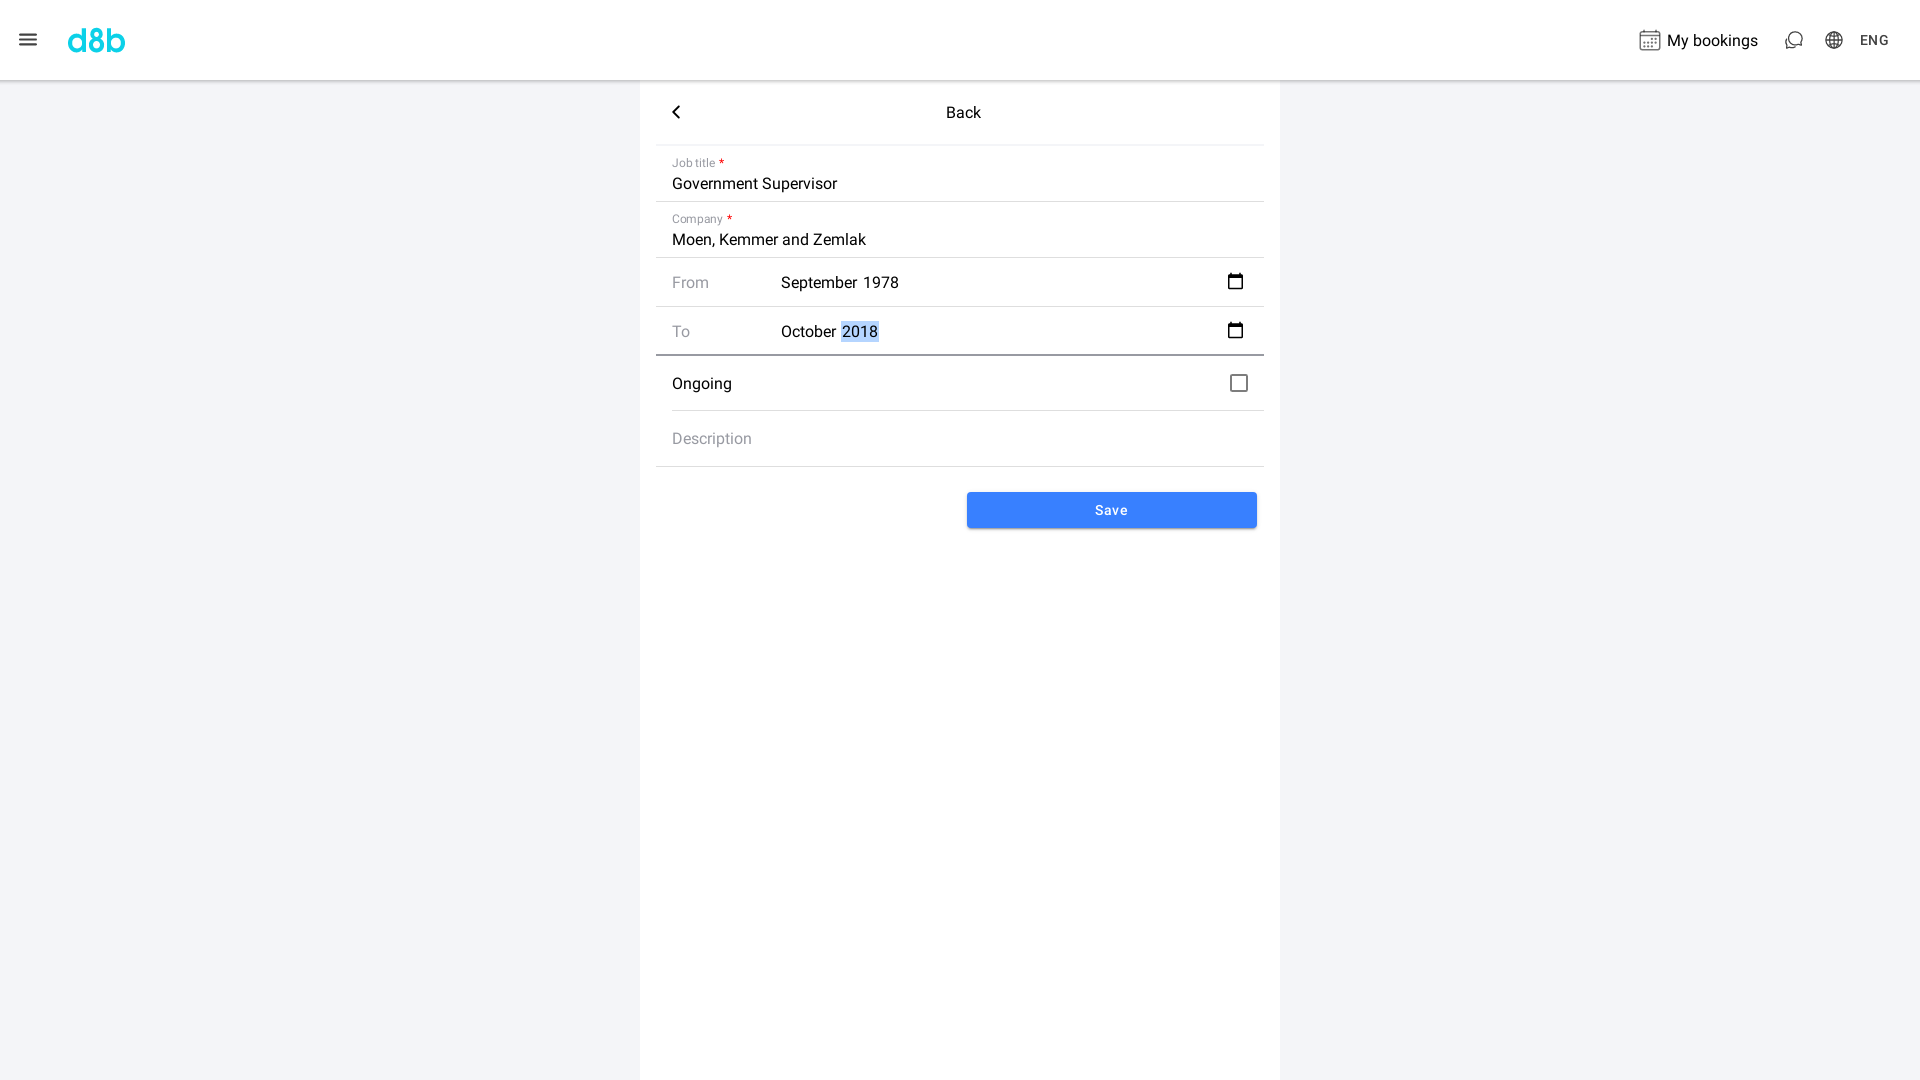 d8b
My bookings
ENG
Back
Job title *
Government Supervisor
Company *
Moen, Kemmer and Zemlak
From September 1978
To October 2018
Ongoing
Description
Save